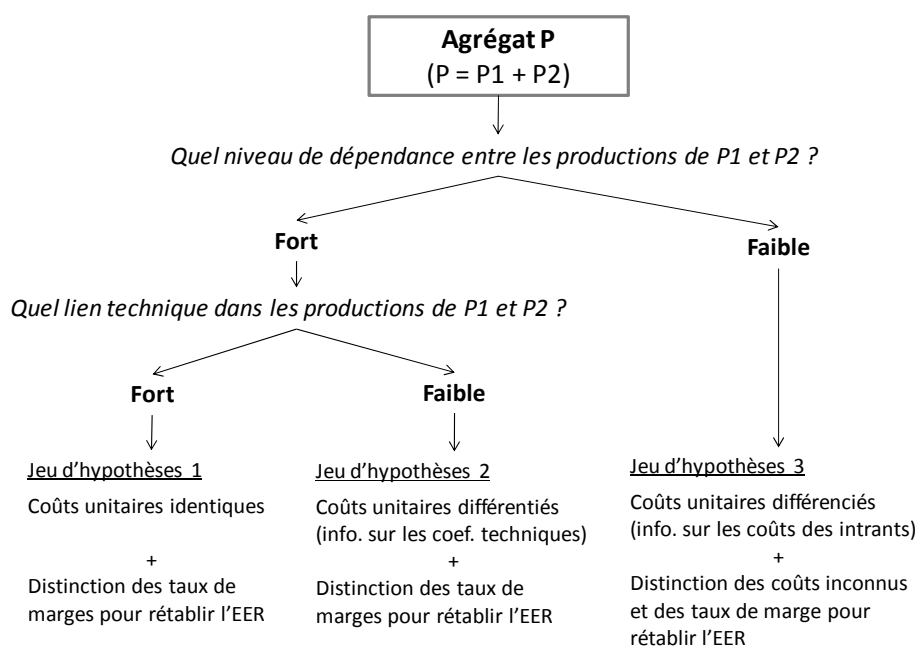 Agrégat P
(P = P1 + P2)
Quel niveau de dépendance entre les productions de P1 et P2 ?
Fort
Faible
Quel lien technique dans les productions de P1 et P2 ?
Fort
Faible
Jeu d’hypothèses 1
Coûts unitaires identiques
+
Distinction des taux de
marges pour rétablir l’EER
Jeu d’hypothèses 2
Coûts unitaires différentiés
(info. sur les coef. techniques)
+
Distinction des taux de
marges pour rétablir l’EER
Jeu d’hypothèses 3
Coûts unitaires différenciés
(info. sur les coûts des intrants)
+
Distinction des coûts inconnus
et des taux de marge pour
rétablir l’EER